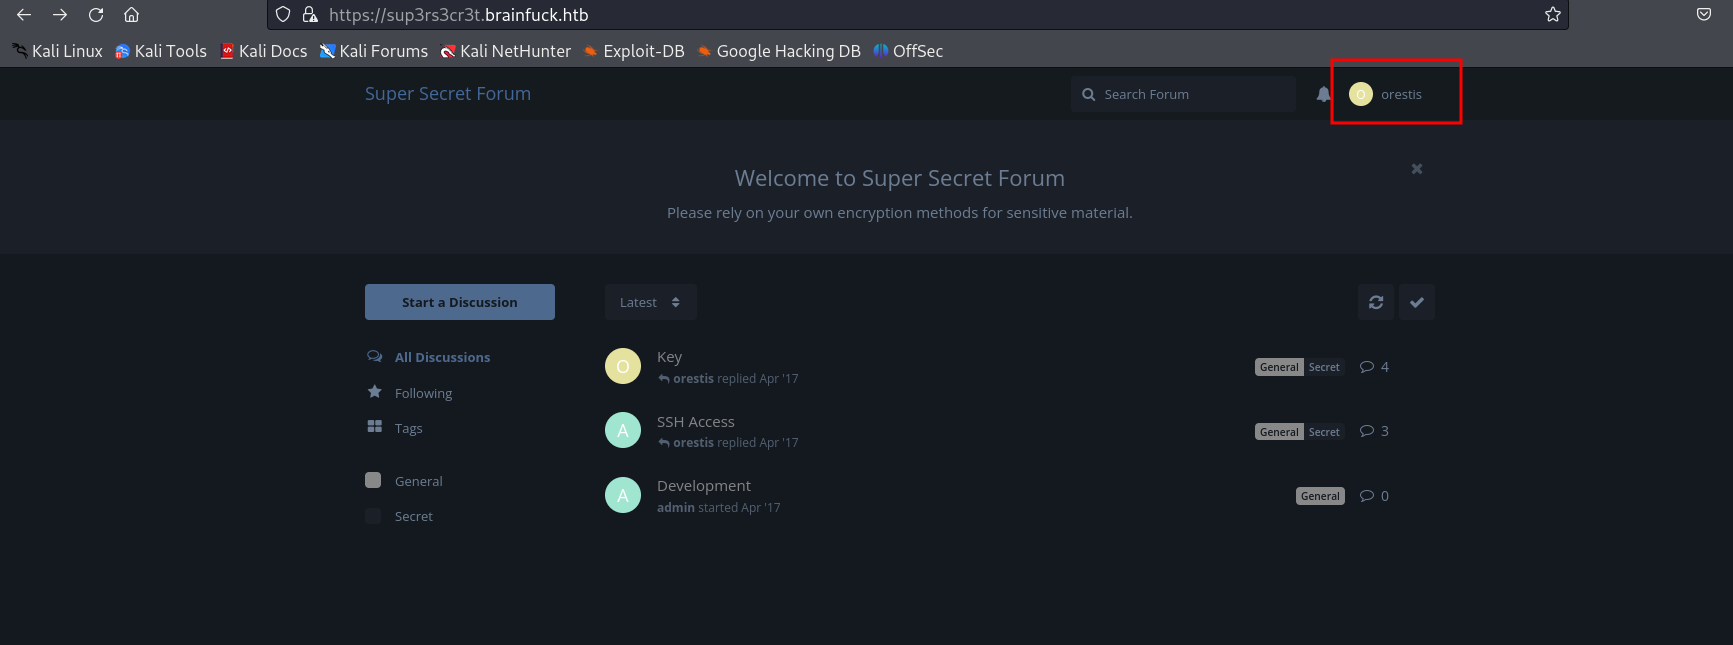 https://sup3rs3cr3t.brainfuck.htb
Kali Linux Kali Tools Kali Docs Kali Forums Kali NetHunter Exploit-DB Google Hacking DB OffSec
Super Secret Forum Search Forum O orestis
Welcome to Super Secret Forum
Please rely on your own encryption methods for sensitive material.
Start a Discussion Latest
All Discussions
Following
Tags
General
Secret
O Key General Secret 4
orestis replied Apr '17
A SSH Access General Secret 3
orestis replied Apr '17
A Development General 0
admin started Apr '17